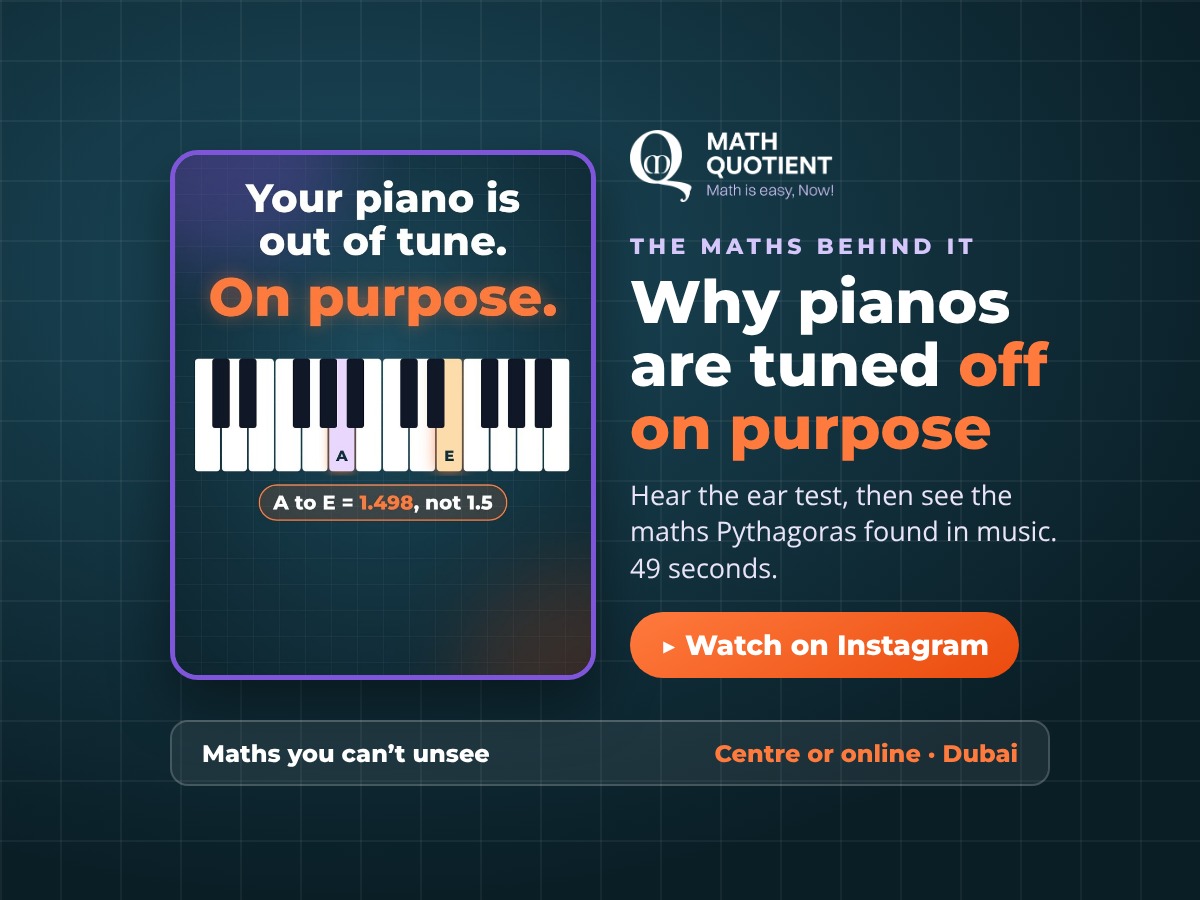 Your piano is
out of tune.
On purpose.
A
E
A to E = 1.498, not 1.5
MATH
QUOTIENT
Math is easy, Now!
THE MATHS BEHIND IT
Why pianos
are tuned off
on purpose
Hear the ear test, then see the
maths Pythagoras found in music.
49 seconds.
▸ Watch on Instagram
Maths you can’t unsee
Centre or online · Dubai